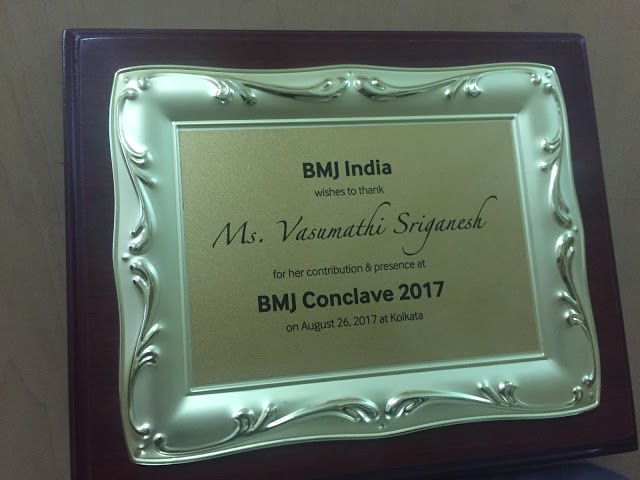 BMJ India
wishes to thank
Ms. Vasumathi Sriganesh
for her contribution & presence at
BMJ Conclave 2017
on August 26, 2017 at Kolkata